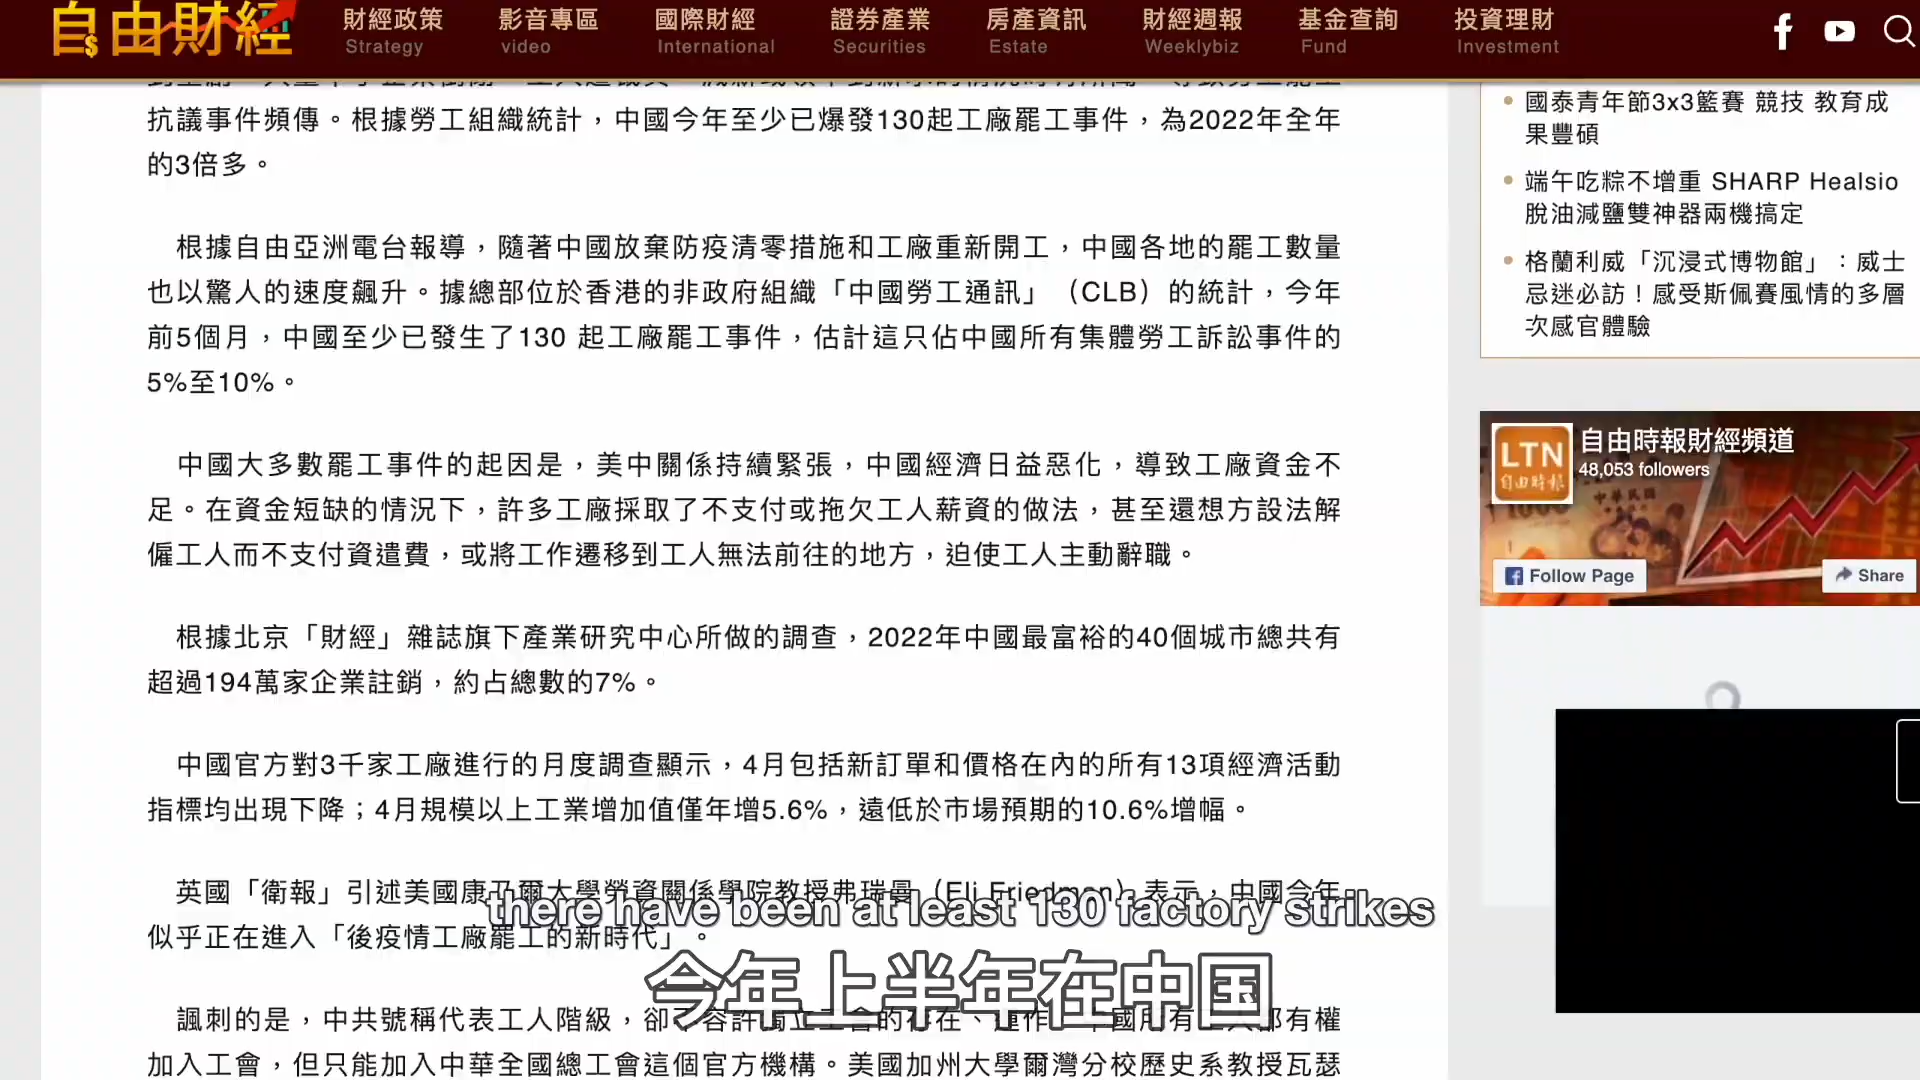 自由財經
財經政策
Strategy
影音專區
video
國際財經
International
證券產業
Securities
房產資訊
Estate
財經週報
Weeklybiz
基金查詢
Fund
投資理財
Investment
抗議事件頻傳。根據勞工組織統計，中國今年至少已爆發130起工廠罷工事件，為2022年全年
的3倍多。
根據自由亞洲電台報導，隨著中國放棄防疫清零措施和工廠重新開工，中國各地的罷工數量
也以驚人的速度飆升。據總部位於香港的非政府組織「中國勞工通訊」（CLB）的統計，今年
前5個月，中國至少已發生了130 起工廠罷工事件，估計這只佔中國所有集體勞工訴訟事件的
5%至10%。
中國大多數罷工事件的起因是，美中關係持續緊張，中國經濟日益惡化，導致工廠資金不
足。在資金短缺的情況下，許多工廠採取了不支付或拖欠工人薪資的做法，甚至還想方設法解
僱工人而不支付資遣費，或將工作遷移到工人無法前往的地方，迫使工人主動辭職。
根據北京「財經」雜誌旗下產業研究中心所做的調查，2022年中國最富裕的40個城市總共有
超過194萬家企業註銷，約占總數的7%。
中國官方對3千家工廠進行的月度調查顯示，4月包括新訂單和價格在內的所有13項經濟活動
指標均出現下降；4月規模以上工業增加值僅年增5.6%，遠低於市場預期的10.6%增幅。
英國「衛報」引述美國康乃爾大學勞資關係學院教授弗瑞曼（Eli Friedman）表示，中國今年
似乎正在進入「後疫情工廠罷工的新時代」。
諷刺的是，中共號稱代表工人階級，卻不容許獨立工會的存在、運作。中國所有工人都有權
加入工會，但只能加入中華全國總工會這個官方機構。美國加州大學爾灣分校歷史系教授瓦瑟
there have been at least 130 factory strikes
今年上半年在中国
國泰青年節3x3籃賽 競技 教育成
果豐碩
端午吃粽不增重 SHARP Healsio
脫油減鹽雙神器兩機搞定
格蘭利威「沉浸式博物館」：威士
忌迷必訪！感受斯佩賽風情的多層
次感官體驗
LTN
自由時報
自由時報財經頻道
48,053 followers
Follow Page
Share